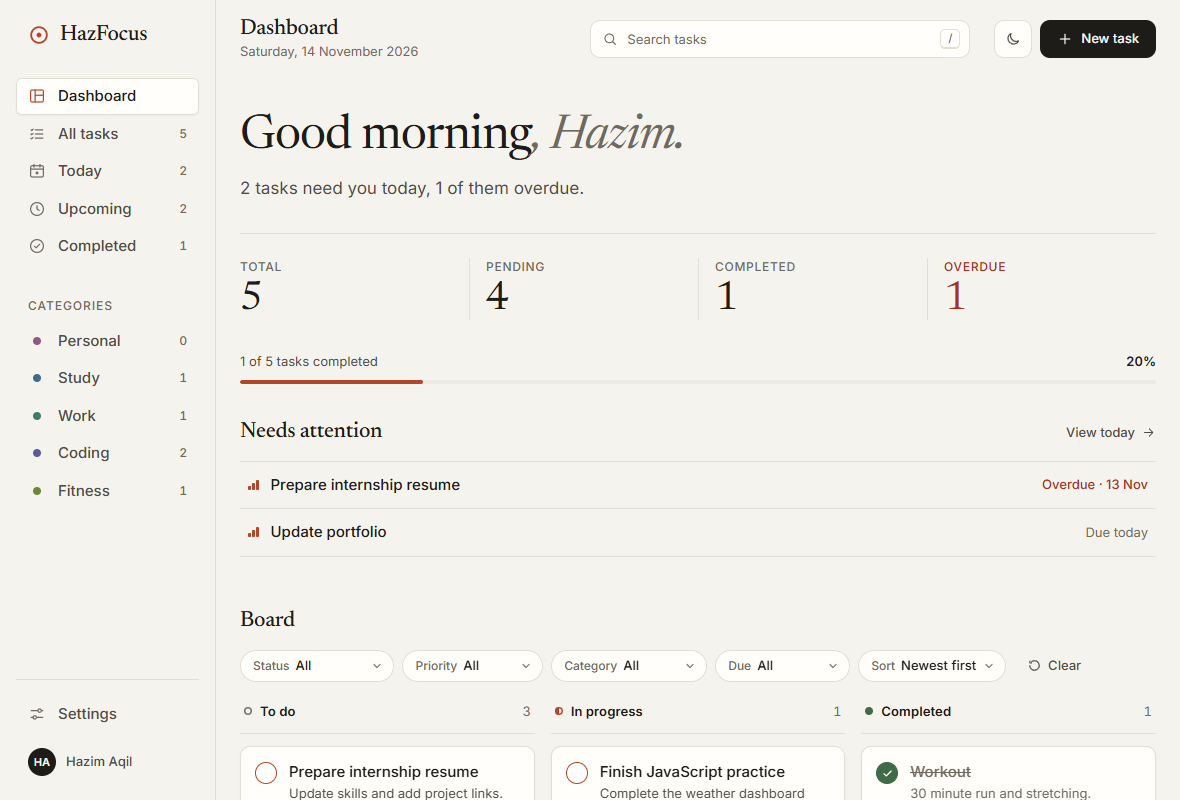 HazFocus
Dashboard
All tasks 5
Today 2
Upcoming 2
Completed 1
CATEGORIES
Personal 0
Study 1
Work 1
Coding 2
Fitness 1
Settings
HA Hazim Aqil
Dashboard
Saturday, 14 November 2026
Search tasks /
New task
Good morning, Hazim.
2 tasks need you today, 1 of them overdue.
TOTAL
5
PENDING
4
COMPLETED
1
OVERDUE
1
1 of 5 tasks completed 20%
Needs attention View today →
Prepare internship resume Overdue · 13 Nov
Update portfolio Due today
Board
Status All Priority All Category All Due All Sort Newest first Clear
To do 3
In progress 1
Completed 1
Prepare internship resume
Update skills and add project links.
Finish JavaScript practice
Complete the weather dashboard
Workout
30 minute run and stretching.